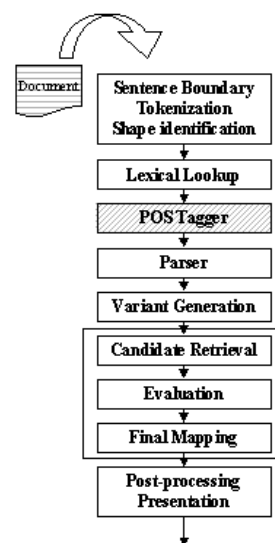 Document
Sentence Boundary
Tokenization
Shape identification
Lexical Lookup
POS Tagger
Parser
Variant Generation
Candidate Retrieval
Evaluation
Final Mapping
Post-processing
Presentation